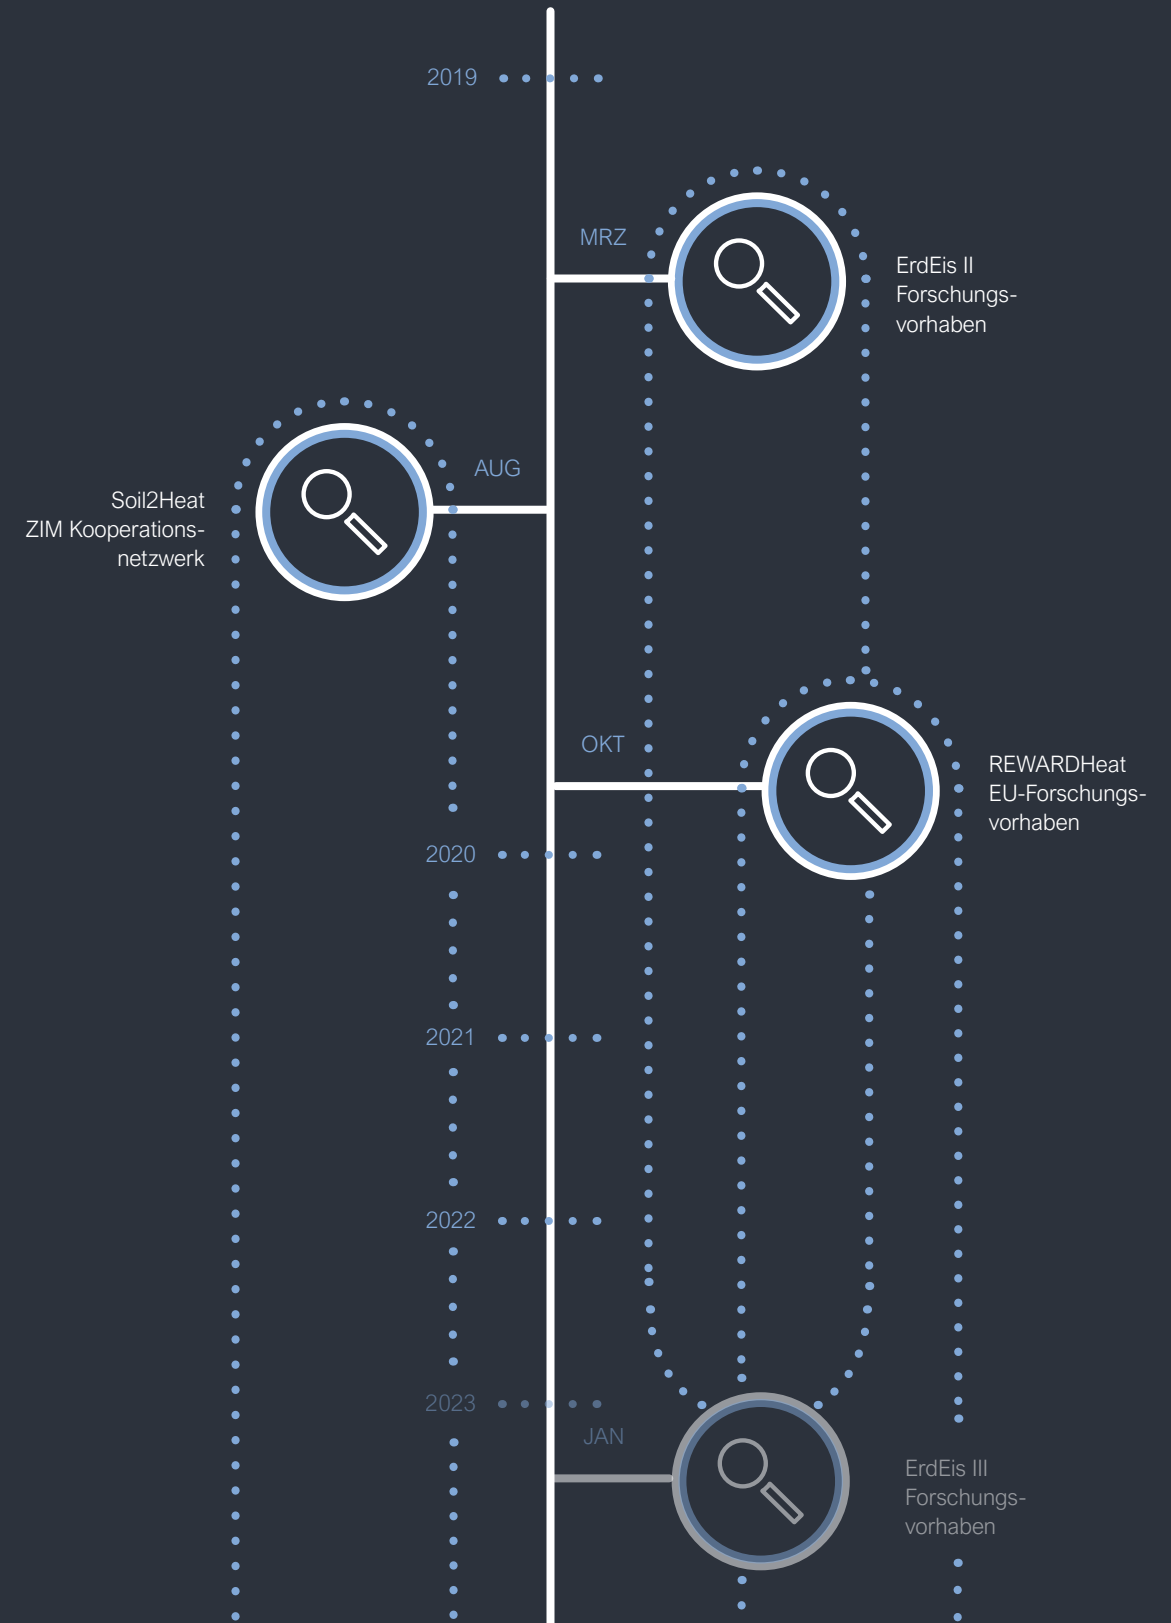 2019
MRZ
ErdEis II
Forschungs-
vorhaben
AUG
Soil2Heat
ZIM Kooperations-
netzwerk
OKT
REWARDHeat
EU-Forschungs-
vorhaben
2020
2021
2022
2023
JAN
ErdEis III
Forschungs-
vorhaben